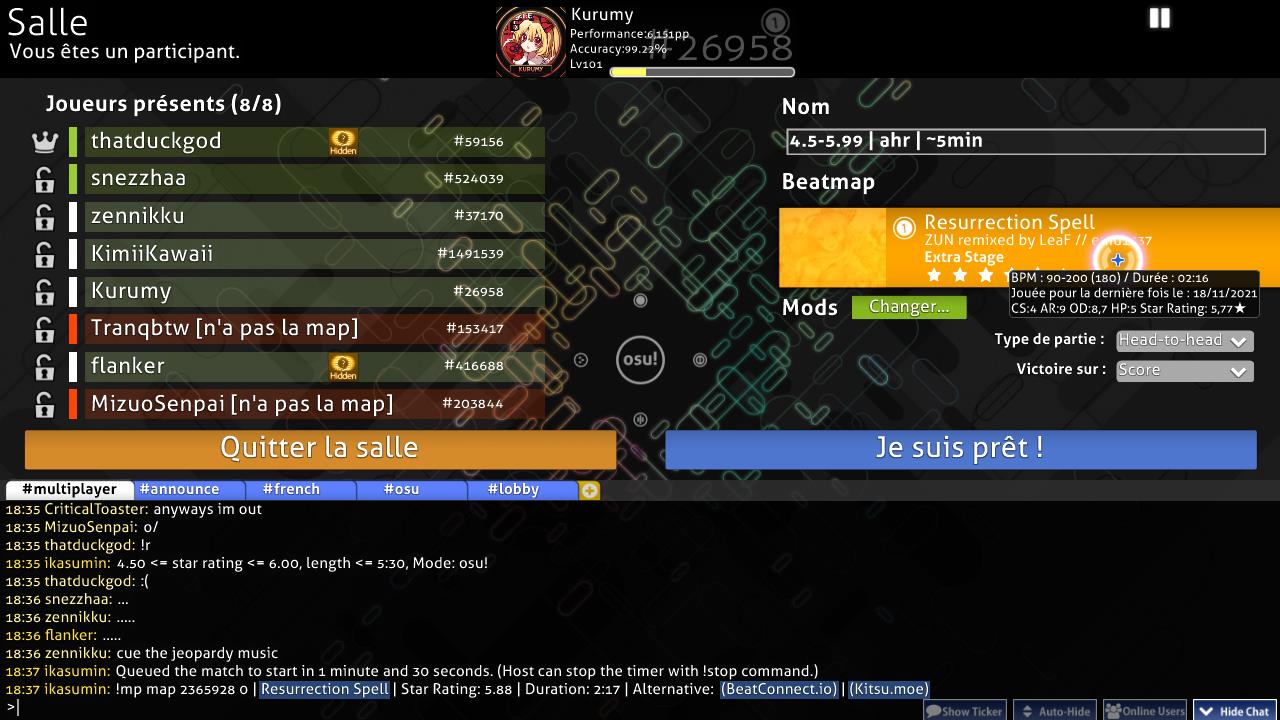 Salle
Vous êtes un participant.
Kurumy
Performance:6,151pp
Accuracy:99.22%
Lv101
#26958
Joueurs présents (8/8)
thatduckgod Hidden #59156
snezzhaa #524039
zennikku #37170
KimiiKawaii #1491539
Kurumy #26958
Tranqbtw [n'a pas la map] #153417
flanker Hidden #416688
MizuoSenpai [n'a pas la map] #203844
Nom
4.5-5.99 | ahr | ~5min
Beatmap
Resurrection Spell
ZUN remixed by LeaF //
Extra Stage
BPM : 90-200 (180) / Durée : 02:16
Jouée pour la dernière fois le : 18/11/2021
CS:4 AR:9 OD:8,7 HP:5 Star Rating: 5,77★
Mods Changer...
Type de partie : Head-to-head
Victoire sur : Score
osu!
Quitter la salle
Je suis prêt !
#multiplayer #announce #french #osu #lobby
18:35 CriticalToaster: anyways im out
18:35 MizuoSenpai: o/
18:35 thatduckgod: !r
18:35 ikasumin: 4.50 <= star rating <= 6.00, length <= 5:30, Mode: osu!
18:35 thatduckgod: :(
18:36 snezzhaa: ...
18:36 zennikku: .....
18:36 flanker: .....
18:36 zennikku: cue the jeopardy music
18:37 ikasumin: Queued the match to start in 1 minute and 30 seconds. (Host can stop the timer with !stop command.)
18:37 ikasumin: !mp map 2365928 0 | Resurrection Spell | Star Rating: 5.88 | Duration: 2:17 | Alternative: (BeatConnect.io) | (Kitsu.moe)
>|
Show Ticker Auto-Hide Online Users Hide Chat